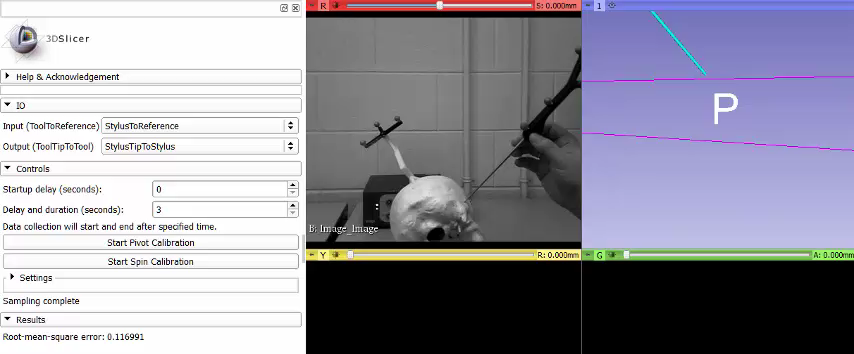 3DSlicer
Help & Acknowledgement
IO
Input (ToolToReference) StylusToReference
Output (ToolTipToTool) StylusTipToStylus
Controls
Startup delay (seconds): 0
Delay and duration (seconds): 3
Data collection will start and end after specified time.
Start Pivot Calibration
Start Spin Calibration
Settings
Sampling complete
Results
Root-mean-square error: 0.116991
R S: 0.000mm
B: Image_Image
Y R: 0.000mm
1
P
G A: 0.000mm